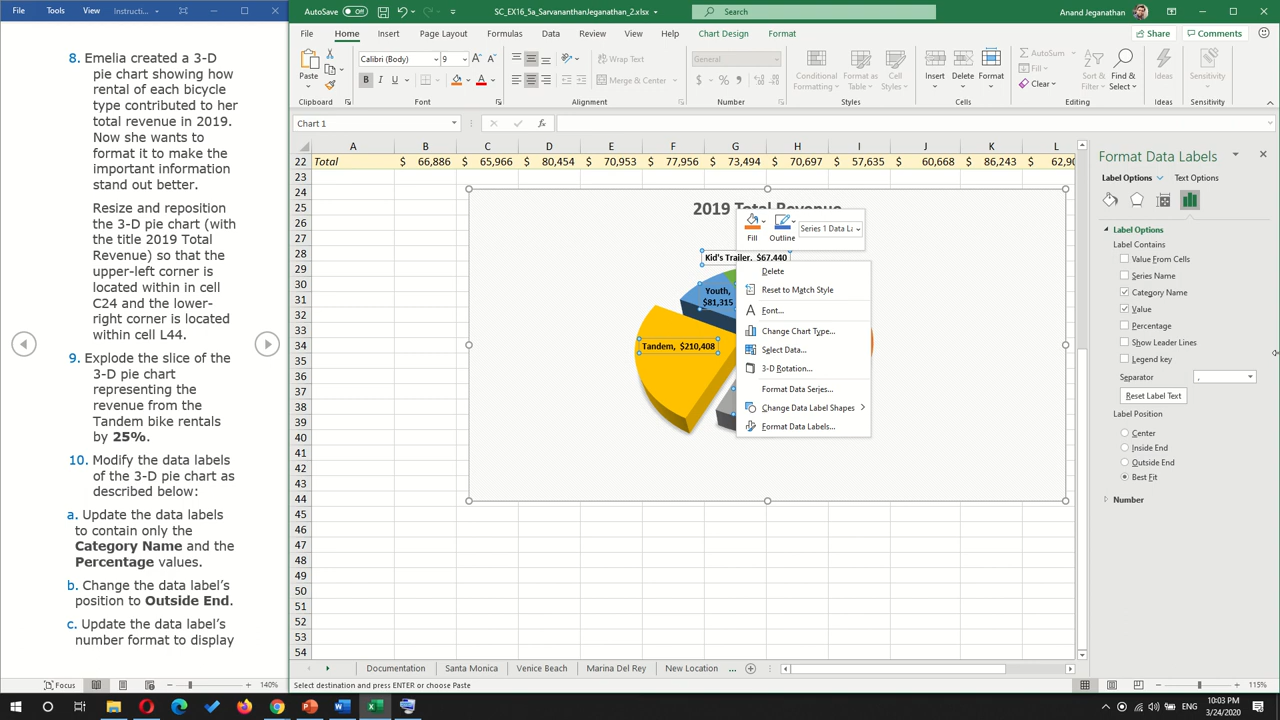 File Tools View Instructi...
8. Emelia created a 3-D
pie chart showing how
rental of each bicycle
type contributed to her
total revenue in 2019.
Now she wants to
format it to make the
important information
stand out better.
Resize and reposition
the 3-D pie chart (with
the title 2019 Total
Revenue) so that the
upper-left corner is
located within in cell
C24 and the lower-
right corner is located
within cell L44.
9. Explode the slice of the
3-D pie chart
representing the
revenue from the
Tandem bike rentals
by 25%.
10. Modify the data labels
of the 3-D pie chart as
described below:
a. Update the data labels
to contain only the
Category Name and the
Percentage values.
b. Change the data label's
position to Outside End.
c. Update the data label's
number format to display
Focus 140%
AutoSave Off SC_EX16_5a_SarvananthanJeganathan_2.xlsx Search Anand Jeganathan
File Home Insert Page Layout Formulas Data Review View Help Chart Design Format Share Comments
Paste Calibri (Body) 9 Wrap Text General Conditional Formatting Format as Table Cell Styles Insert Delete Format AutoSum Sort & Filter Find & Select Ideas Sensitivity
B I U Merge & Center $ % Fill
Clear
Clipboard Font Alignment Number Styles Cells Editing Ideas Sensitivity
Chart 1 fx
A B C D E F G H I J K L
22 Total $ 66,886 $ 65,966 $ 80,454 $ 70,953 $ 77,956 $ 73,494 $ 70,697 $ 57,635 $ 60,668 $ 86,243 $ 62,90
23
24
25 2019 Total Revenue
26
27
28
29
30
31
32
33
34
35
36
37
38
39
40
41
42
43
44
45
46
47
48
49
50
51
52
53
54
Fill Outline Series 1 Data La
Kid's Trailer, $67,440
Youth,
$81,315
Tandem, $210,408
Delete
Reset to Match Style
Font...
Change Chart Type...
Select Data...
3-D Rotation...
Format Data Series...
Change Data Label Shapes
Format Data Labels...
Format Data Labels
Label Options Text Options
Label Options
Label Contains
Value From Cells
Series Name
Category Name
Value
Percentage
Show Leader Lines
Legend key
Separator ,
Reset Label Text
Label Position
Center
Inside End
Outside End
Best Fit
Number
Documentation Santa Monica Venice Beach Marina Del Rey New Location ...
Select destination and press ENTER or choose Paste 115%
ENG 10:03 PM
3/24/2020